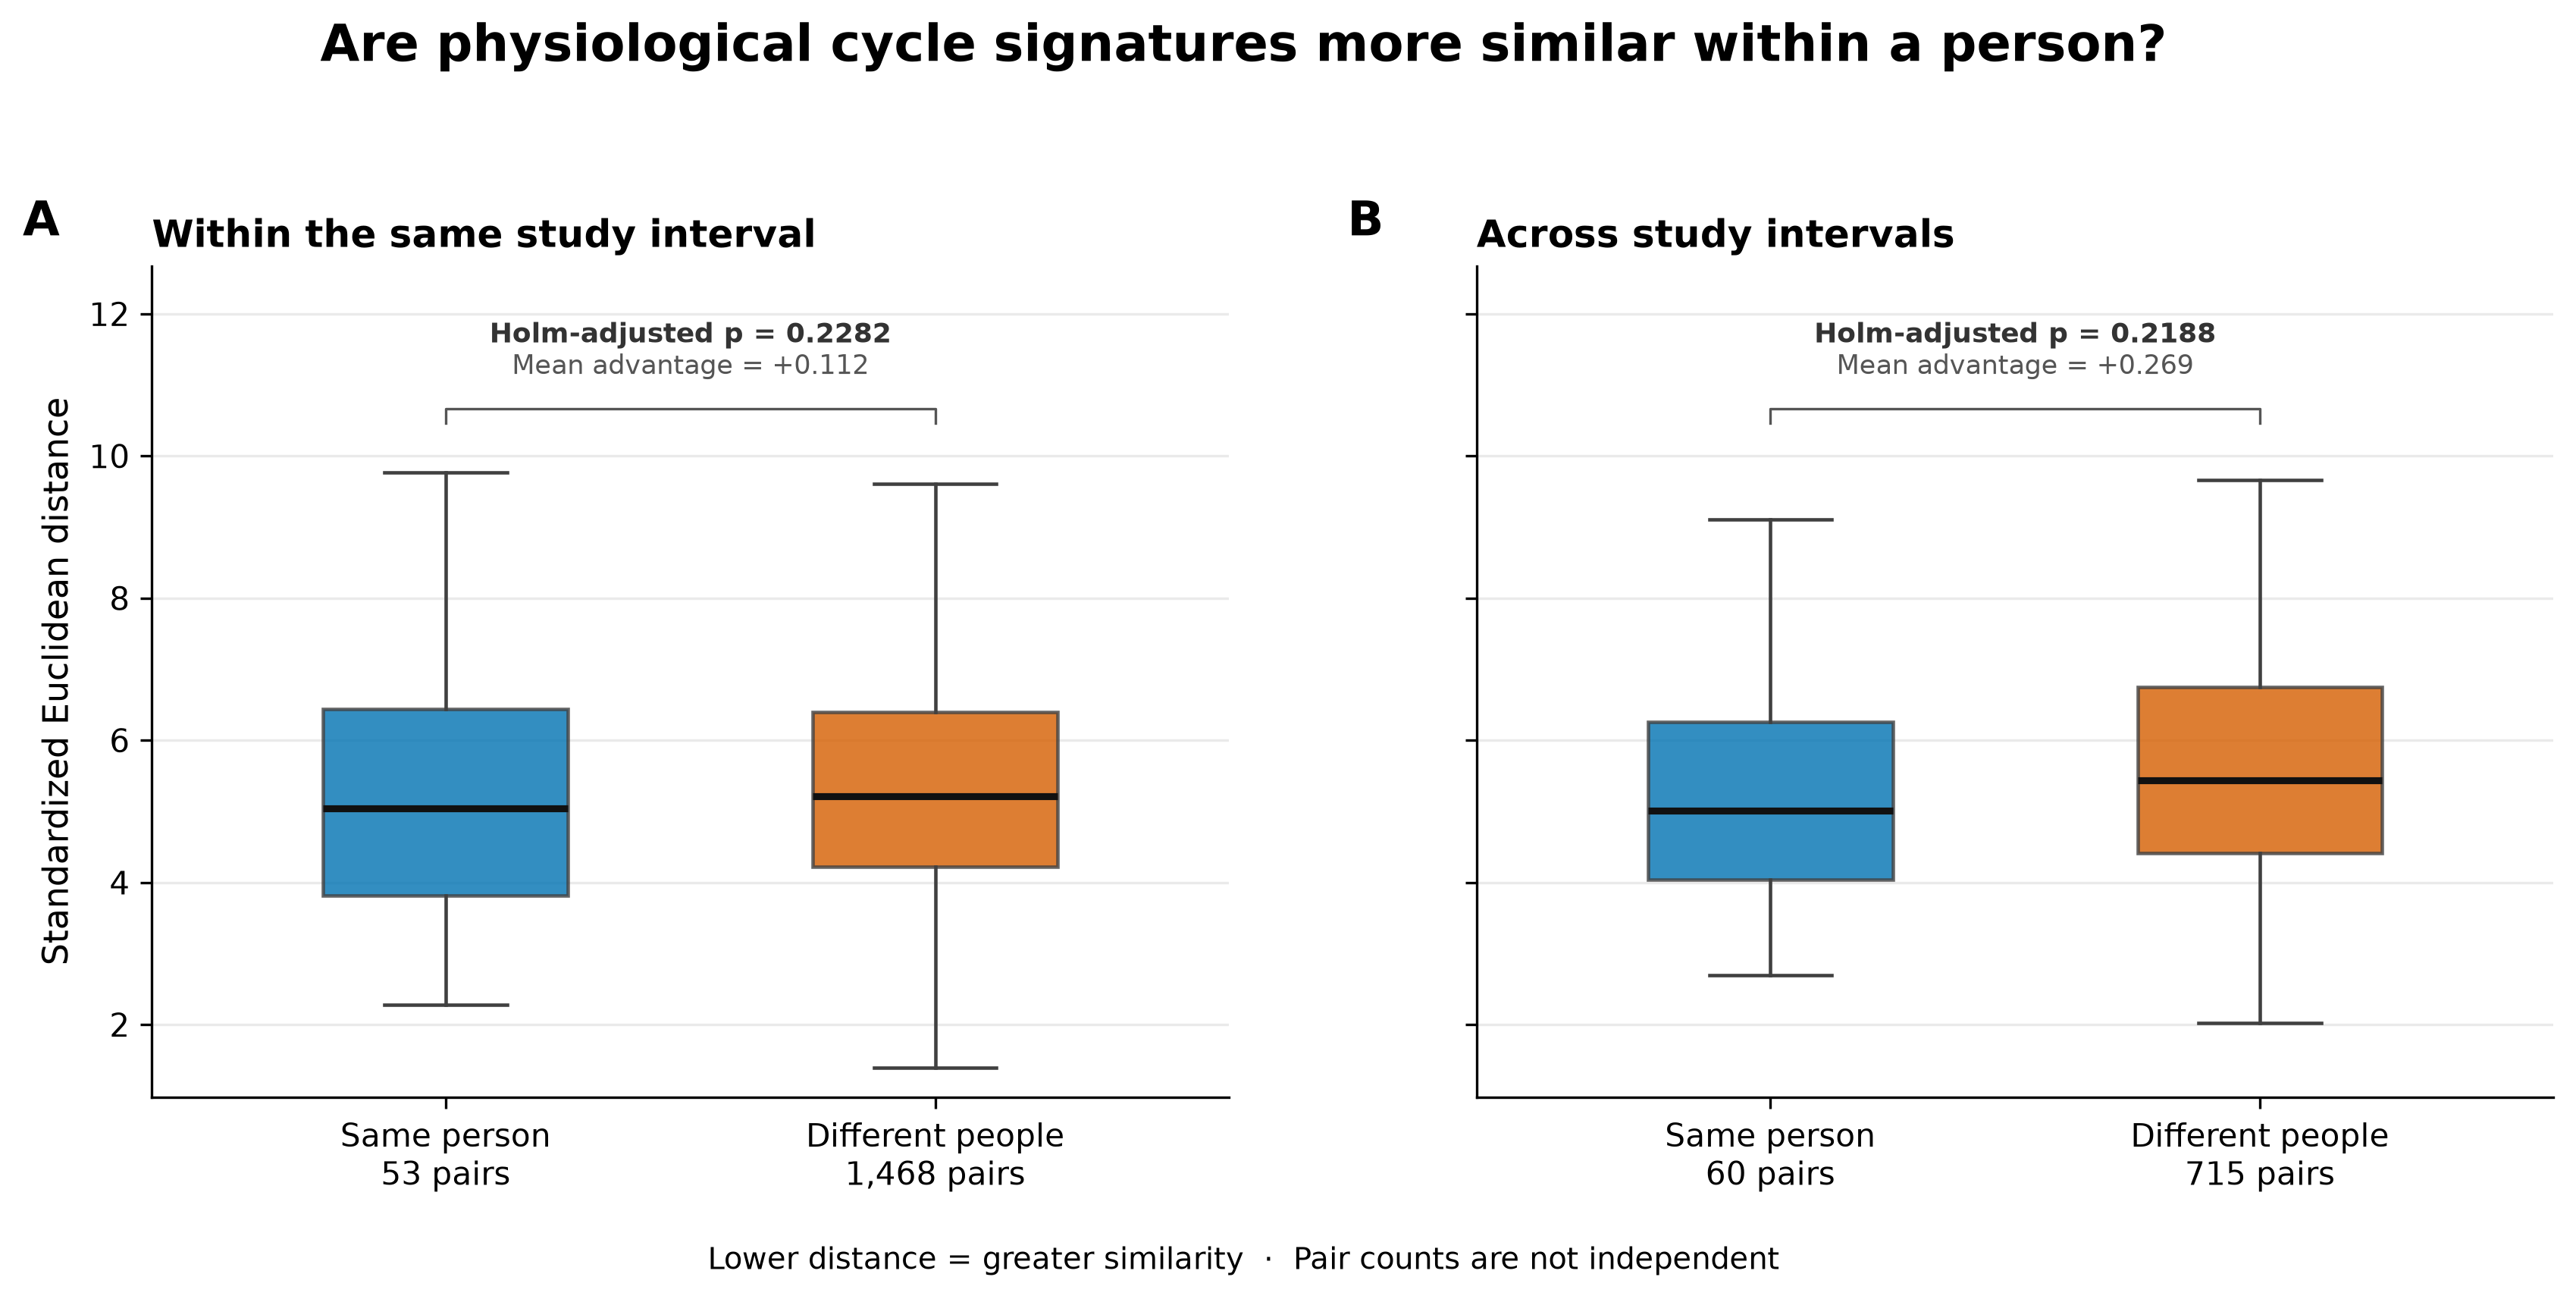 Are physiological cycle signatures more similar within a person?
A
Within the same study interval
Holm-adjusted p = 0.2282
Mean advantage = +0.112
Standardized Euclidean distance
12
10
8
6
4
2
Same person
53 pairs
Different people
1,468 pairs
B
Across study intervals
Holm-adjusted p = 0.2188
Mean advantage = +0.269
Same person
60 pairs
Different people
715 pairs
Lower distance = greater similarity · Pair counts are not independent